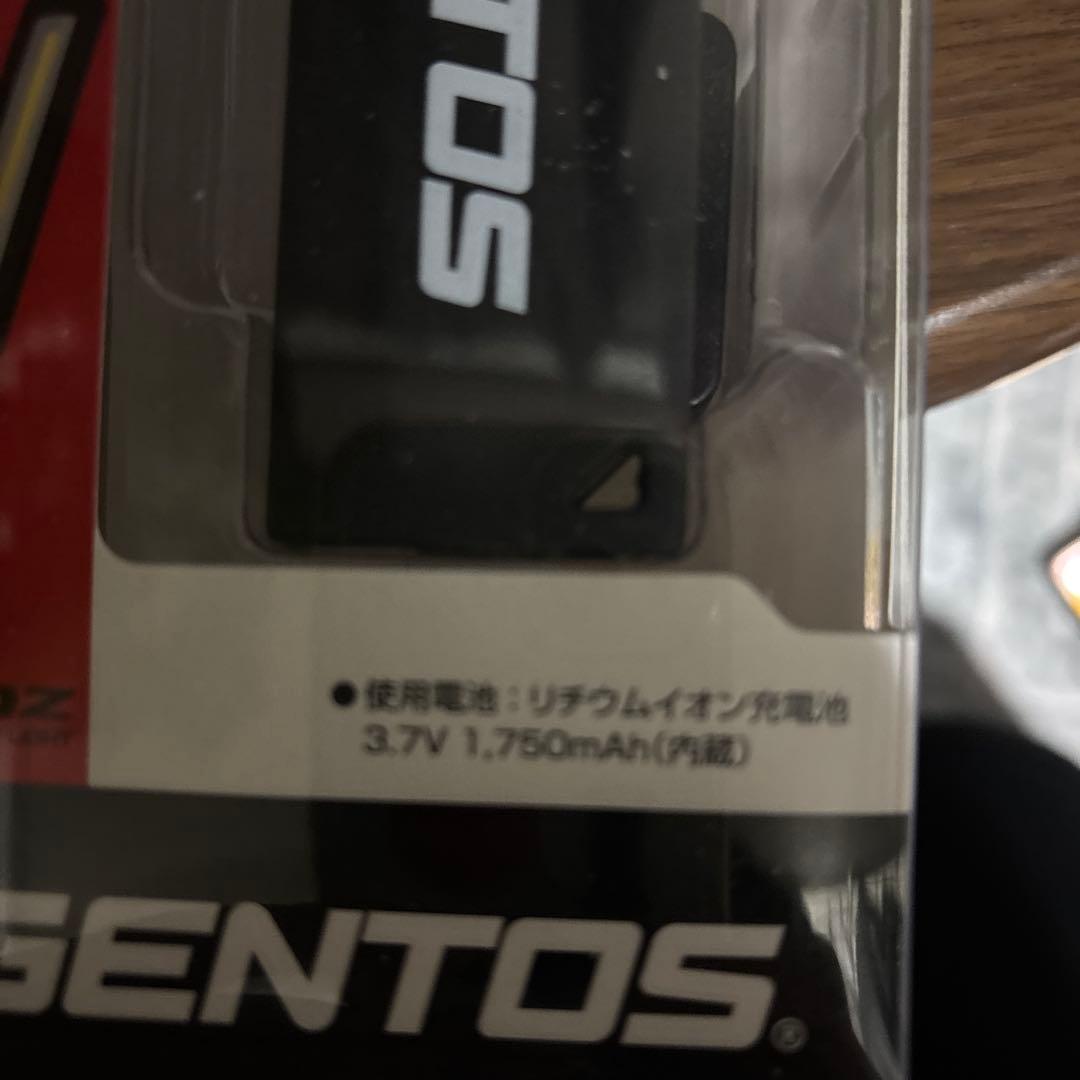 TOS
●使用電池：リチウムイオン充電池
3.7V 1,750mAh（内蔵）
GENTOS®